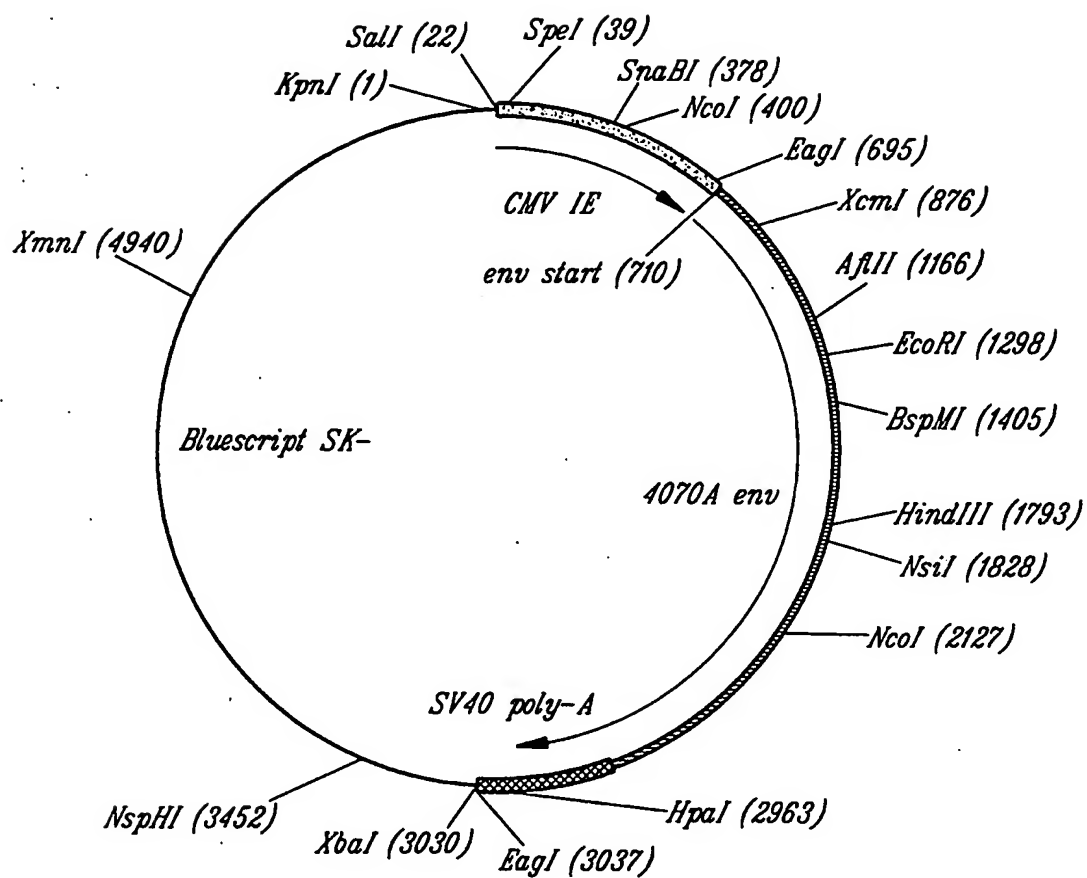 SalI (22)
SpeI (39)
KpnI (1)
SnaBI (378)
NcoI (400)
EagI (695)
CMV IE
XcmI (876)
XmnI (4940)
env start (710)
AflII (1166)
EcoRI (1298)
BspMI (1405)
Bluescript SK-
4070A env
HindIII (1793)
NsiI (1828)
NcoI (2127)
SV40 poly-A
NspHI (3452)
HpaI (2963)
XbaI (3030)
EagI (3037)